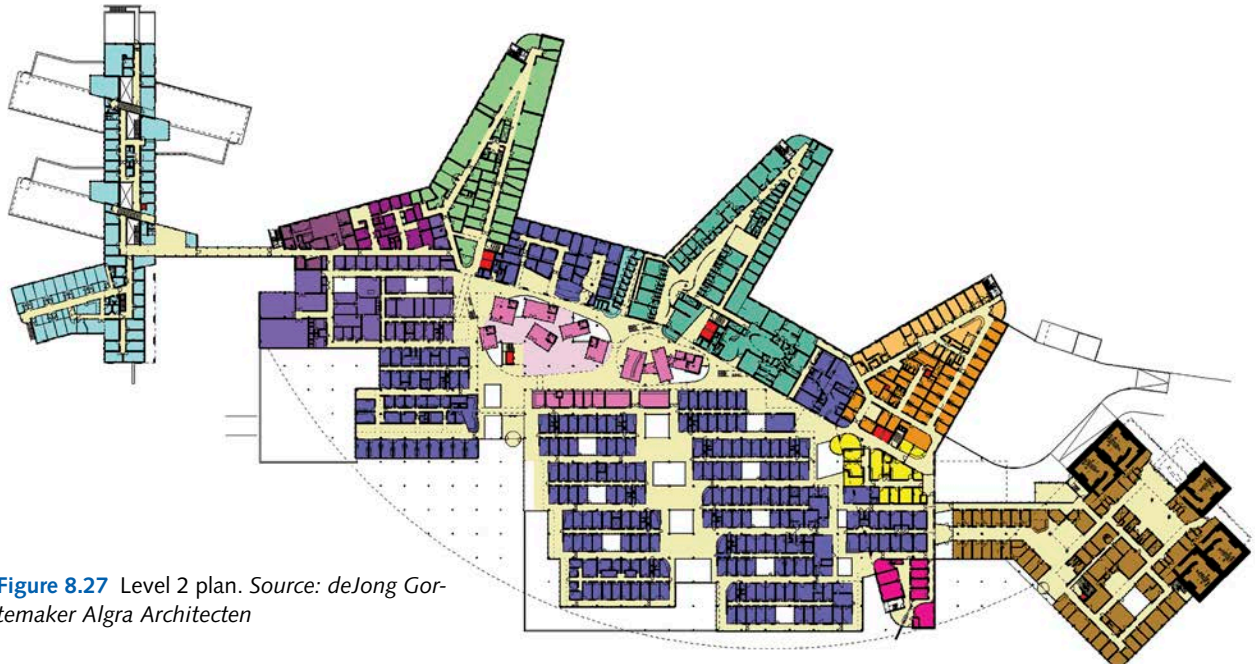 Figure 8.27 Level 2 plan. Source: deJong Gor-
temaker Algra Architecten